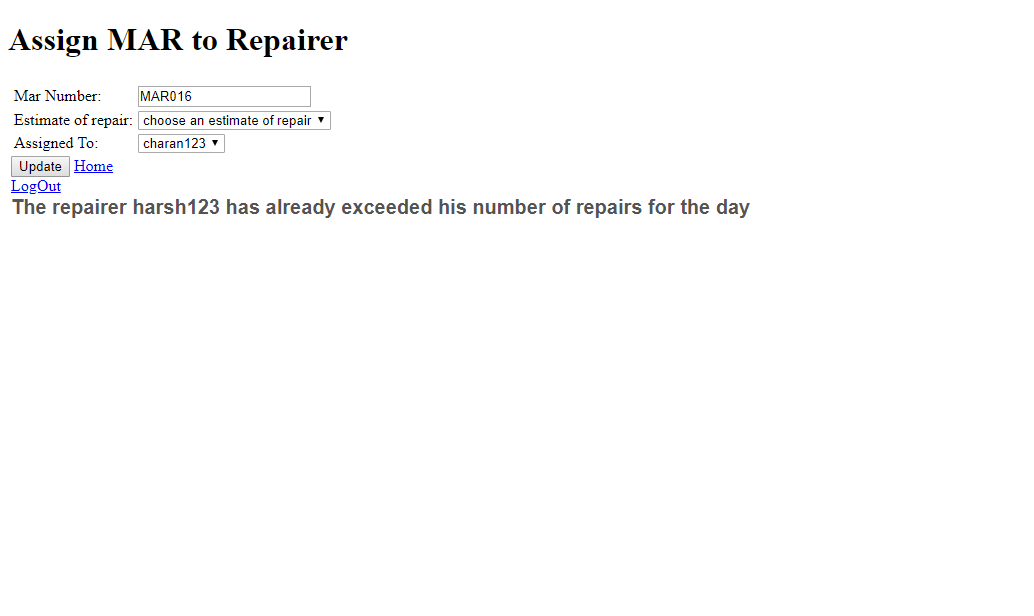 Assign MAR to Repairer
Mar Number: MAR016
Estimate of repair: choose an estimate of repair
Assigned To: charan123
Update Home
LogOut
The repairer harsh123 has already exceeded his number of repairs for the day